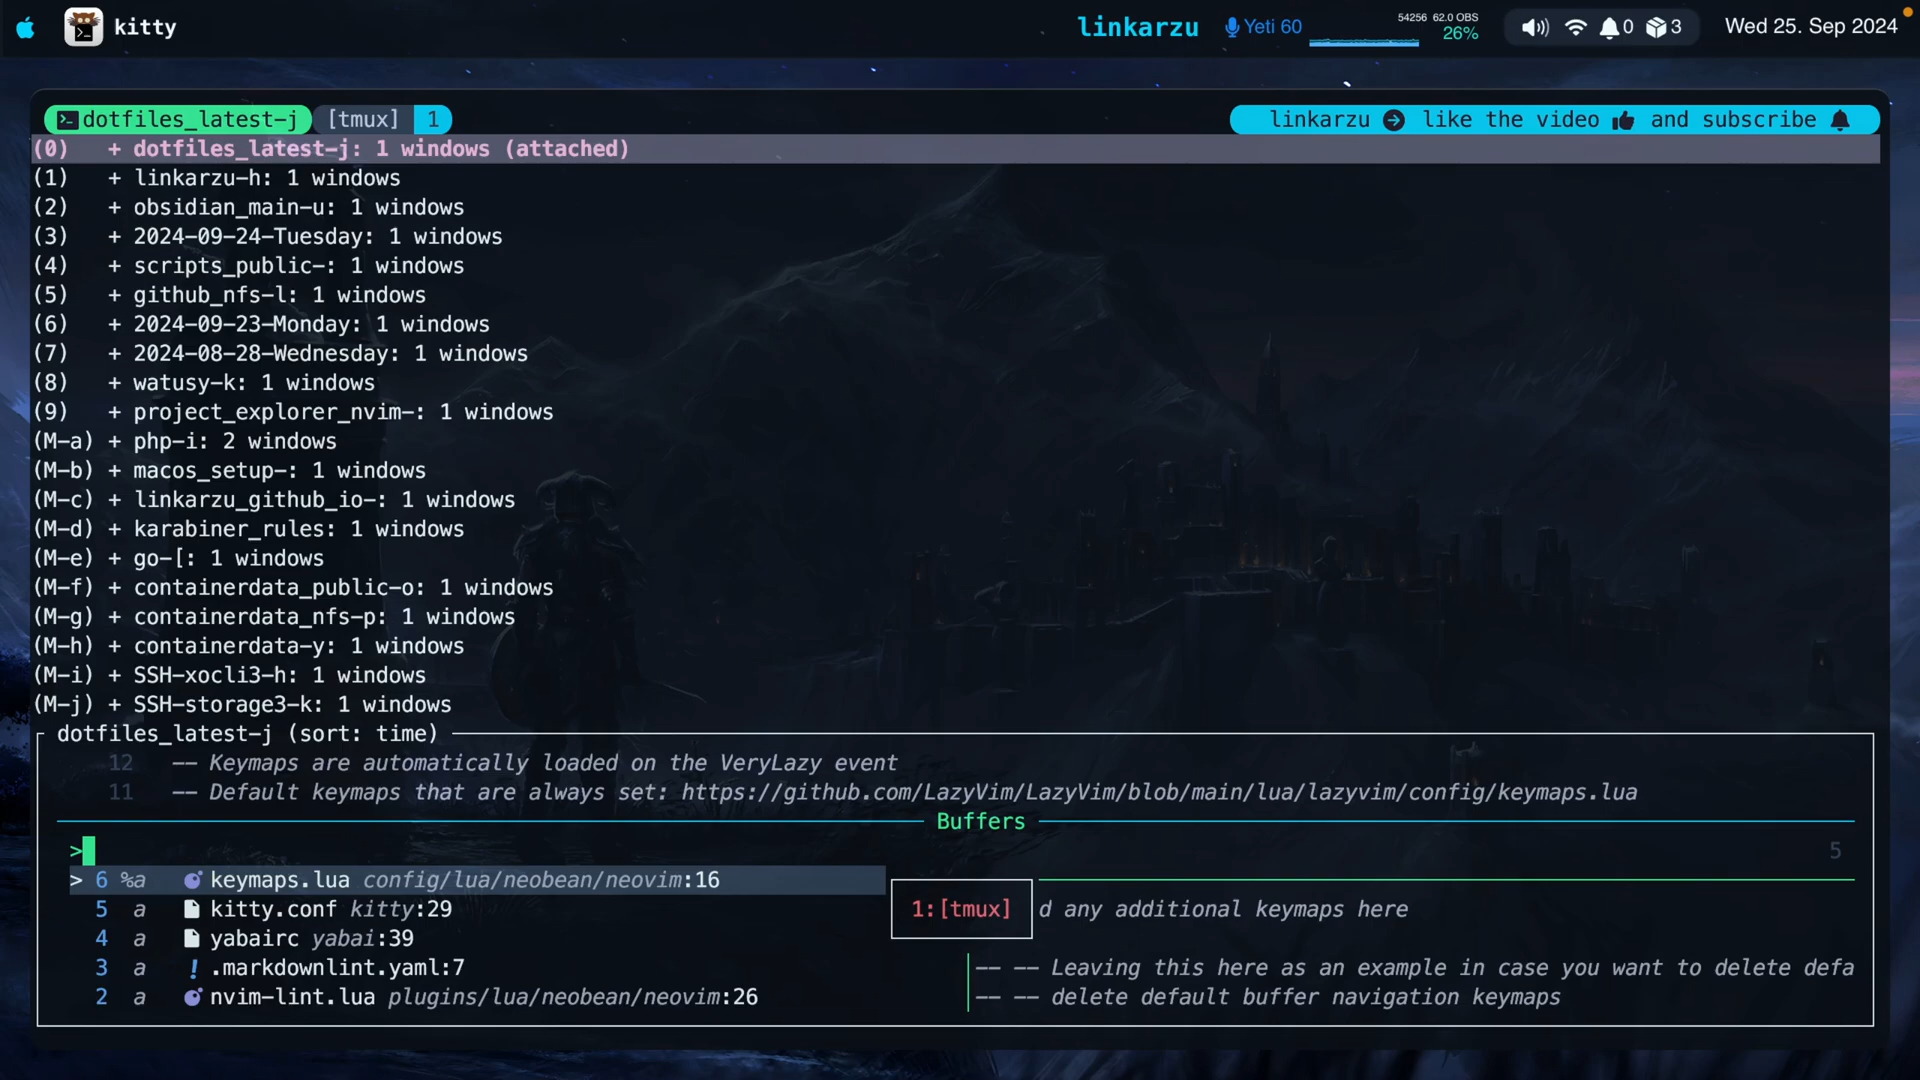 kitty
linkarzu
Yeti 60
54256 62.0 OBS
26%
0
3
Wed 25. Sep 2024
dotfiles_latest-j [tmux] 1
linkarzu like the video and subscribe
(0) + dotfiles_latest-j: 1 windows (attached)
(1) + linkarzu-h: 1 windows
(2) + obsidian_main-u: 1 windows
(3) + 2024-09-24-Tuesday: 1 windows
(4) + scripts_public-: 1 windows
(5) + github_nfs-l: 1 windows
(6) + 2024-09-23-Monday: 1 windows
(7) + 2024-08-28-Wednesday: 1 windows
(8) + watusy-k: 1 windows
(9) + project_explorer_nvim-: 1 windows
(M-a) + php-i: 2 windows
(M-b) + macos_setup-: 1 windows
(M-c) + linkarzu_github_io-: 1 windows
(M-d) + karabiner_rules: 1 windows
(M-e) + go-[: 1 windows
(M-f) + containerdata_public-o: 1 windows
(M-g) + containerdata_nfs-p: 1 windows
(M-h) + containerdata-y: 1 windows
(M-i) + SSH-xocli3-h: 1 windows
(M-j) + SSH-storage3-k: 1 windows
dotfiles_latest-j (sort: time)
12 -- Keymaps are automatically loaded on the VeryLazy event
11 -- Default keymaps that are always set: https://github.com/LazyVim/LazyVim/blob/main/lua/lazyvim/config/keymaps.lua
Buffers
>
5
> 6 %a keymaps.lua config/lua/neobean/neovim:16
5 a kitty.conf kitty:29
1:[tmux]
d any additional keymaps here
4 a yabairc yabai:39
3 a ! .markdownlint.yaml:7
-- -- Leaving this here as an example in case you want to delete defa
2 a nvim-lint.lua plugins/lua/neobean/neovim:26
-- -- delete default buffer navigation keymaps